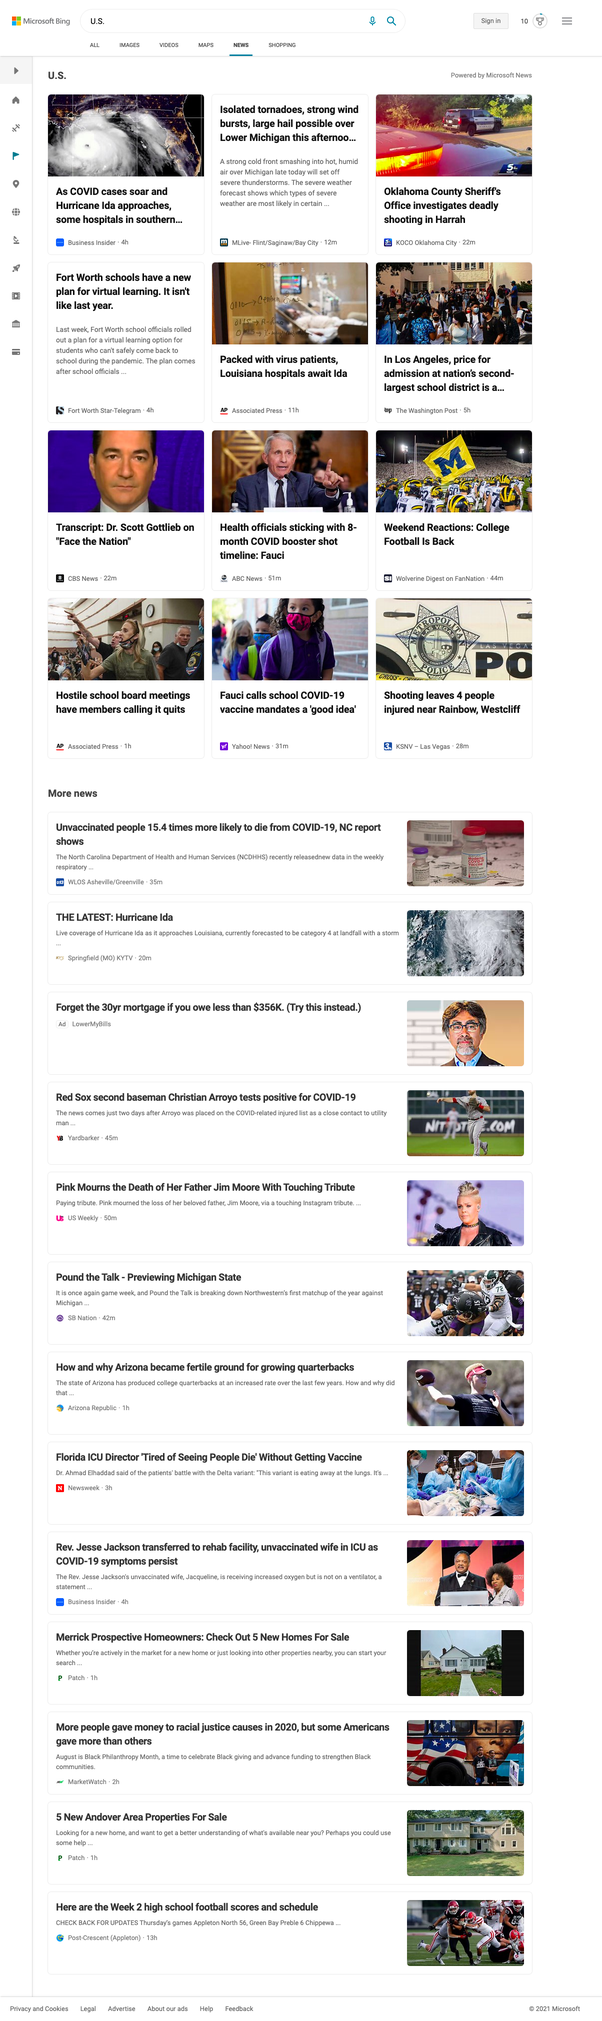 Microsoft Bing
U.S.
Sign in
10
ALL
IMAGES
VIDEOS
MAPS
NEWS
SHOPPING
U.S.
Powered by Microsoft News
As COVID cases soar and
Hurricane Ida approaches,
some hospitals in southern...
Business Insider · 4h
Isolated tornadoes, strong wind
bursts, large hail possible over
Lower Michigan this afternoo...
A strong cold front smashing into hot, humid
air over Michigan late today will set off
severe thunderstorms. The severe weather
forecast shows which types of severe
weather are most likely in certain ...
MLive- Flint/Saginaw/Bay City · 12m
5
Oklahoma County Sheriff's
Office investigates deadly
shooting in Harrah
KOCO Oklahoma City · 22m
Fort Worth schools have a new
plan for virtual learning. It isn't
like last year.
Last week, Fort Worth school officials rolled
out a plan for a virtual learning option for
students who can't safely come back to
school during the pandemic. The plan comes
after school officials ...
Fort Worth Star-Telegram · 4h
Packed with virus patients,
Louisiana hospitals await Ida
AP
Associated Press · 11h
In Los Angeles, price for
admission at nation's second-
largest school district is a...
wp
The Washington Post · 5h
Transcript: Dr. Scott Gottlieb on
"Face the Nation"
CBS News · 22m
Health officials sticking with 8-
month COVID booster shot
timeline: Fauci
ABC News · 51m
M
Weekend Reactions: College
Football Is Back
Wolverine Digest on FanNation · 44m
Hostile school board meetings
have members calling it quits
AP
Associated Press · 1h
Fauci calls school COVID-19
vaccine mandates a 'good idea'
Yahoo! News · 31m
METROPOLITAN
POLICE
PO
Shooting leaves 4 people
injured near Rainbow, Westcliff
KSNV – Las Vegas · 28m
More news
Unvaccinated people 15.4 times more likely to die from COVID-19, NC report
shows
The North Carolina Department of Health and Human Services (NCDHHS) recently releasednew data in the weekly
respiratory ...
WLOS Asheville/Greenville · 35m
THE LATEST: Hurricane Ida
Live coverage of Hurricane Ida as it approaches Louisiana, currently forecasted to be category 4 at landfall with a storm
...
Springfield (MO) KYTV · 20m
Forget the 30yr mortgage if you owe less than $356K. (Try this instead.)
Ad LowerMyBills
Red Sox second baseman Christian Arroyo tests positive for COVID-19
The news comes just two days after Arroyo was placed on the COVID-related injured list as a close contact to utility
man ...
Yardbarker · 45m
.COM
Pink Mourns the Death of Her Father Jim Moore With Touching Tribute
Paying tribute. Pink mourned the loss of her beloved father, Jim Moore, via a touching Instagram tribute. ...
Us
US Weekly · 50m
Pound the Talk - Previewing Michigan State
It is once again game week, and Pound the Talk is breaking down Northwestern's first matchup of the year against
Michigan ...
SB Nation · 42m
How and why Arizona became fertile ground for growing quarterbacks
The state of Arizona has produced college quarterbacks at an increased rate over the last few years. How and why did
that ...
Arizona Republic · 1h
Florida ICU Director 'Tired of Seeing People Die' Without Getting Vaccine
Dr. Ahmad Elhaddad said of the patients' battle with the Delta variant: "This variant is eating away at the lungs. It's ...
N
Newsweek · 3h
Rev. Jesse Jackson transferred to rehab facility, unvaccinated wife in ICU as
COVID-19 symptoms persist
The Rev. Jesse Jackson's unvaccinated wife, Jacqueline, is receiving increased oxygen but is not on a ventilator, a
statement ...
Business Insider · 4h
Merrick Prospective Homeowners: Check Out 5 New Homes For Sale
Whether you're actively in the market for a new home or just looking into other properties nearby, you can start your
search ...
P
Patch · 1h
More people gave money to racial justice causes in 2020, but some Americans
gave more than others
August is Black Philanthropy Month, a time to celebrate Black giving and advance funding to strengthen Black
communities.
MarketWatch · 2h
5 New Andover Area Properties For Sale
Looking for a new home, and want to get a better understanding of what's available near you? Perhaps you could use
some help ...
P
Patch · 1h
Here are the Week 2 high school football scores and schedule
CHECK BACK FOR UPDATES Thursday's games Appleton North 56, Green Bay Preble 6 Chippewa ...
Post-Crescent (Appleton) · 13h
Privacy and Cookies
Legal
Advertise
About our ads
Help
Feedback
© 2021 Microsoft